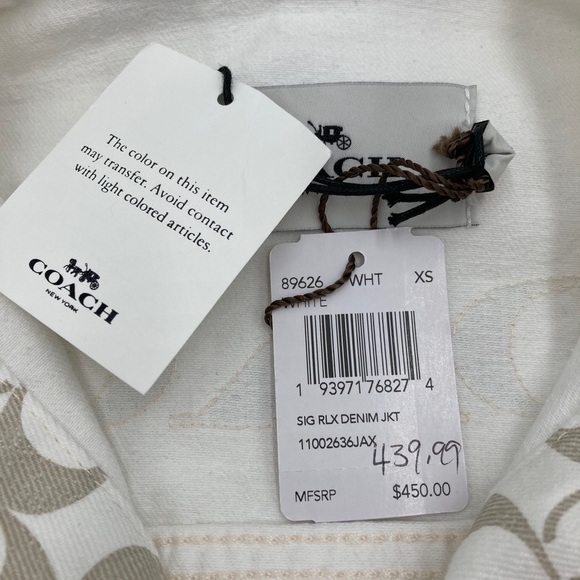 The color on this item
may transfer. Avoid contact
with light colored articles.
COACH
NEW YORK
COACH
89626 WHT XS
WHITE
1 93971 76827 4
SIG RLX DENIM JKT
11002636JAX
439.99
MFSRP $450.00